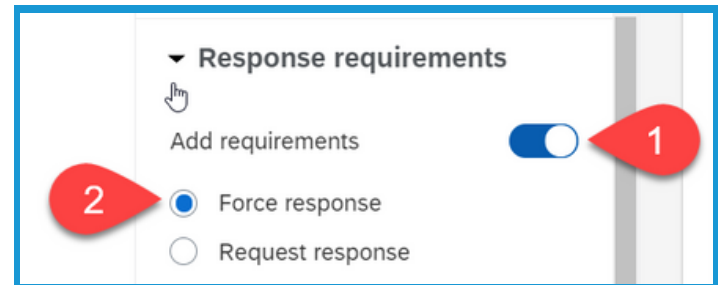 Response requirements
Add requirements
1
2
Force response
Request response